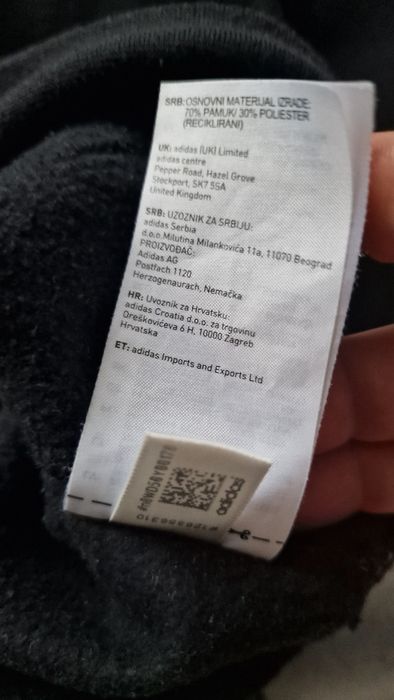 SRB: OSNOVNI MATERIJAL IZRADE:
70% PAMUK/ 30% POLIESTER
(RECIKLIRANI)
UK: adidas (UK) Limited
adidas centre
Pepper Road, Hazel Grove
Stockport, SK7 5SA
United Kingdom
SRB: UZOZNIK ZA SRBIJU:
adidas Serbia
d.o.o.Milutina Milankovića 11a, 11070 Beograd
PROIZVOĐAČ:
Adidas AG
Postfach 1120
Herzogenaurach, Nemačka
HR: Uvoznik za Hrvatsku:
adidas Croatia d.o.o. za trgovinu
Oreškovićeva 6 H, 10000 Zagreb
Hrvatska
ET: adidas Imports and Exports Ltd
adidas